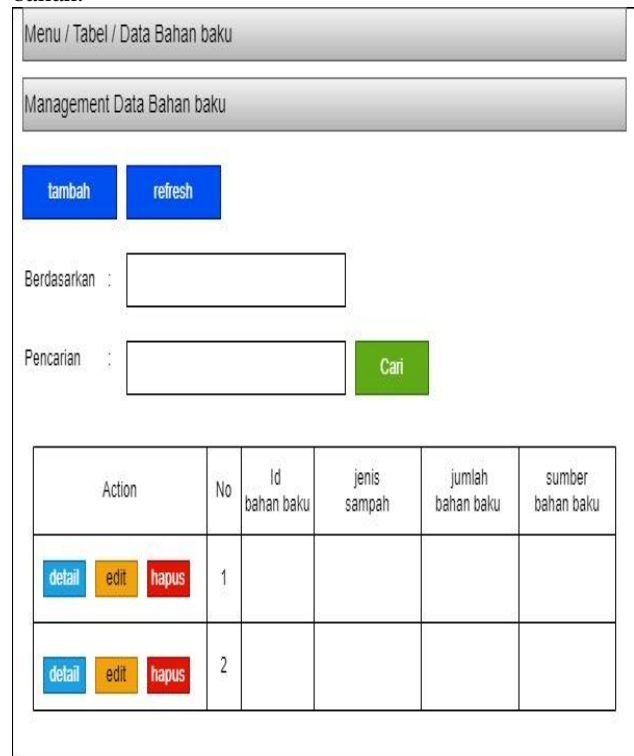 Menu / Tabel / Data Bahan baku
Management Data Bahan baku
tambah refresh
Berdasarkan :
Pencarian : Cari
Action No Id bahan baku jenis sampah jumlah bahan baku sumber bahan baku
detail edit hapus 1
detail edit hapus 2